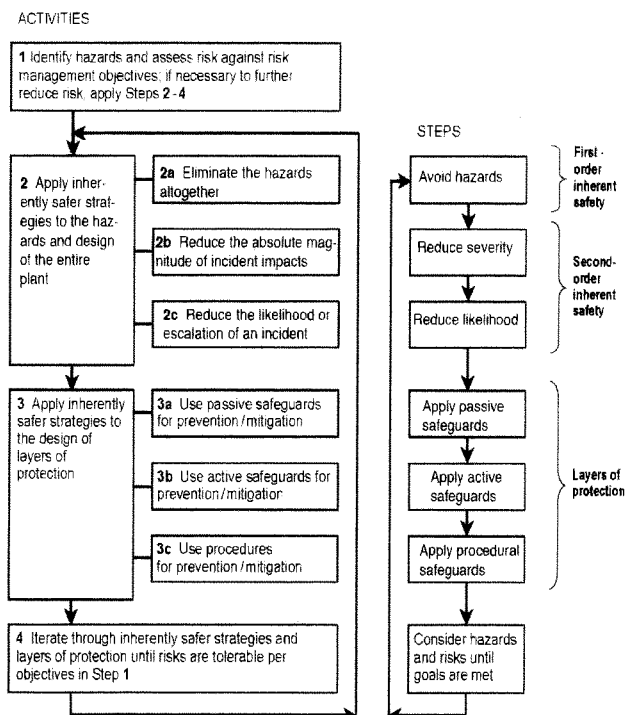 ACTIVITIES
1 Identify hazards and assess risk against risk
management objectives; if necessary to further
reduce risk, apply Steps 2 - 4
2 Apply inher-
ently safer strat-
egies to the haz-
ards and design
of the entire
plant
2a Eliminate the hazards
altogether
2b Reduce the absolute mag-
nitude of incident impacts
2c Reduce the likelihood or
escalation of an incident
3 Apply inherently
safer strategies to
the design of
layers of
protection
3a Use passive safeguards
for prevention/mitigation
3b Use active safeguards for
prevention/mitigation
3c Use procedures
for prevention/mitigation
4 Iterate through inherently safer strategies and
layers of protection until risks are tolerable per
objectives in Step 1
STEPS
Avoid hazards
Reduce severity
Reduce likelihood
Apply passive
safeguards
Apply active
safeguards
Apply procedural
safeguards
Consider hazards
and risks until
goals are met
First -
order
inherent
safety
Second-
order
inherent
safety
Layers of
protection